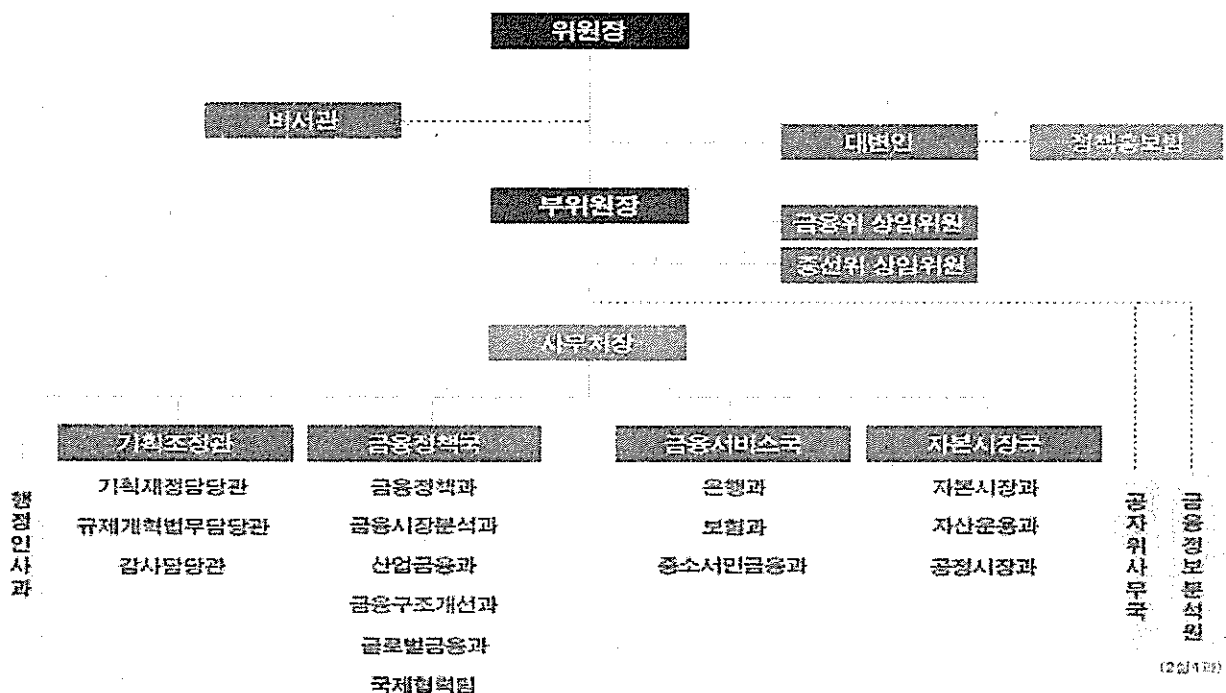 위원장
비서관
대변인
정책홍보팀
부위원장
금융위 상임위원
증선위 상임위원
사무처장
기획조정관
금융정책국
금융서비스국
자본시장국
행정인사과
기획재정담당관
규제개혁법무담당관
감사담당관
금융정책과
금융시장분석과
산업금융과
금융구조개선과
글로벌금융과
국제협력팀
은행과
보험과
중소서민금융과
자본시장과
자산운용과
공정시장과
공자위사무국
금융정보분석원
(2실4과)